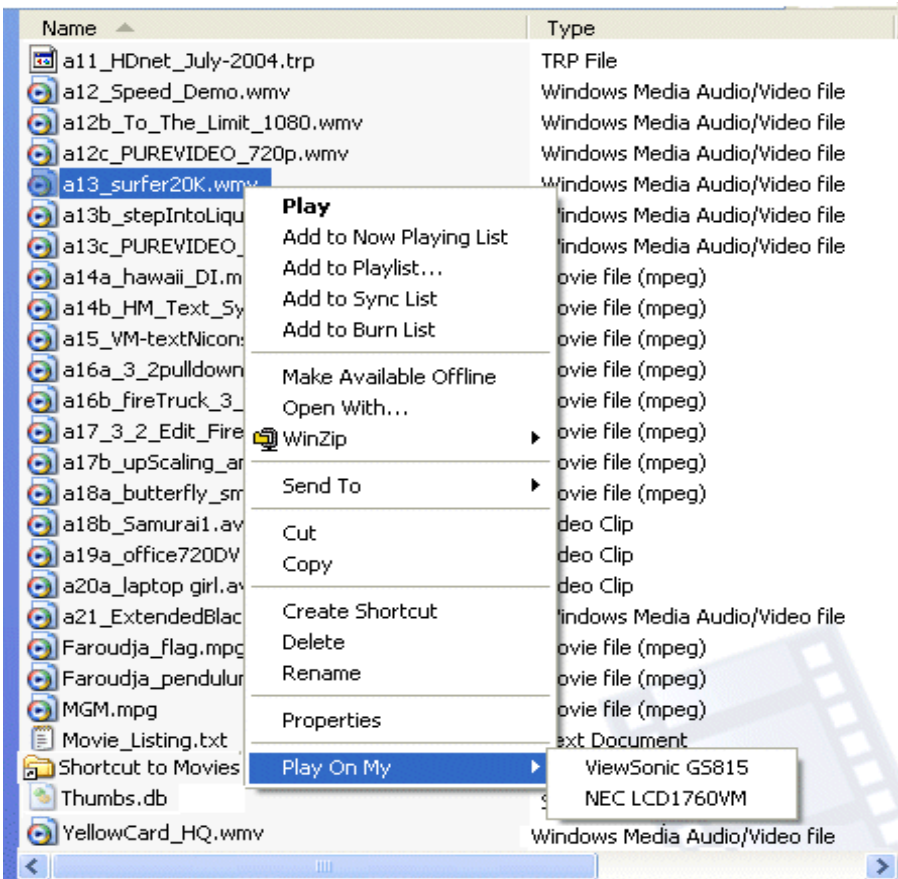 Name Type
a11_HDnet_July-2004.trp TRP File
a12_Speed_Demo.wmv Windows Media Audio/Video file
a12b_To_The_Limit_1080.wmv Windows Media Audio/Video file
a12c_PUREVIDEO_720p.wmv Windows Media Audio/Video file
a13_surfer20K.wmv Windows Media Audio/Video file
a13b_stepIntoLiqu indows Media Audio/Video file
a13c_PUREVIDEO_ indows Media Audio/Video file
a14a_hawaii_DI.m ovie file (mpeg)
a14b_HM_Text_Sy ovie file (mpeg)
a15_VM-textNicons ovie file (mpeg)
a16a_3_2pulldown ovie file (mpeg)
a16b_fireTruck_3_ ovie file (mpeg)
a17_3_2_Edit_Fire ovie file (mpeg)
a17b_upScaling_ar ovie file (mpeg)
a18a_butterfly_sm ovie file (mpeg)
a18b_Samurai1.av deo Clip
a19a_office720DV deo Clip
a20a_laptop girl.av deo Clip
a21_ExtendedBlac indows Media Audio/Video file
Faroudja_flag.mpg ovie file (mpeg)
Faroudja_pendulur ovie file (mpeg)
MGM.mpg ovie file (mpeg)
Movie_Listing.txt ext Document
Shortcut to Movies
Thumbs.db
YellowCard_HQ.wmv Windows Media Audio/Video file
Play
Add to Now Playing List
Add to Playlist...
Add to Sync List
Add to Burn List
Make Available Offline
Open With...
WinZip
Send To
Cut
Copy
Create Shortcut
Delete
Rename
Properties
Play On My
ViewSonic GS815
NEC LCD1760VM